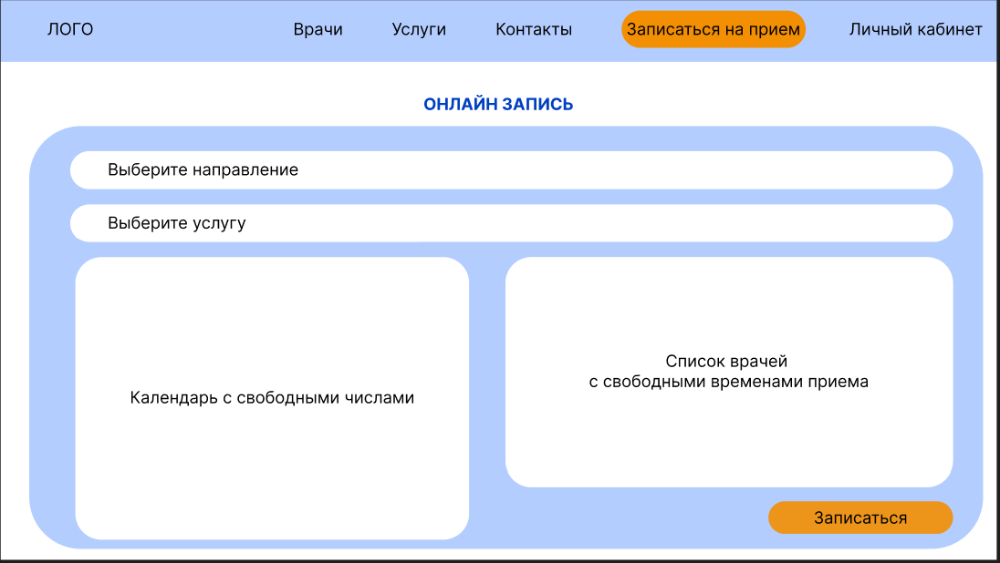 ЛОГО
Врачи
Услуги
Контакты
Записаться на прием
Личный кабинет
ОНЛАЙН ЗАПИСЬ
Выберите направление
Выберите услугу
Календарь с свободными числами
Список врачей
с свободными временами приема
Записаться